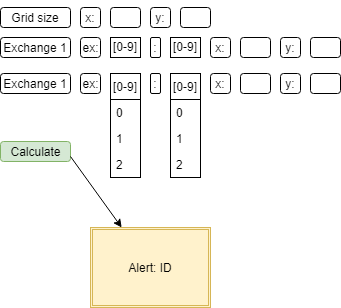 Grid size x: y:
Exchange 1 ex: [0-9] : [0-9] x: y:
Exchange 1 ex: [0-9] : [0-9] x: y:
0 0
1 1
2 2
Calculate
Alert: ID